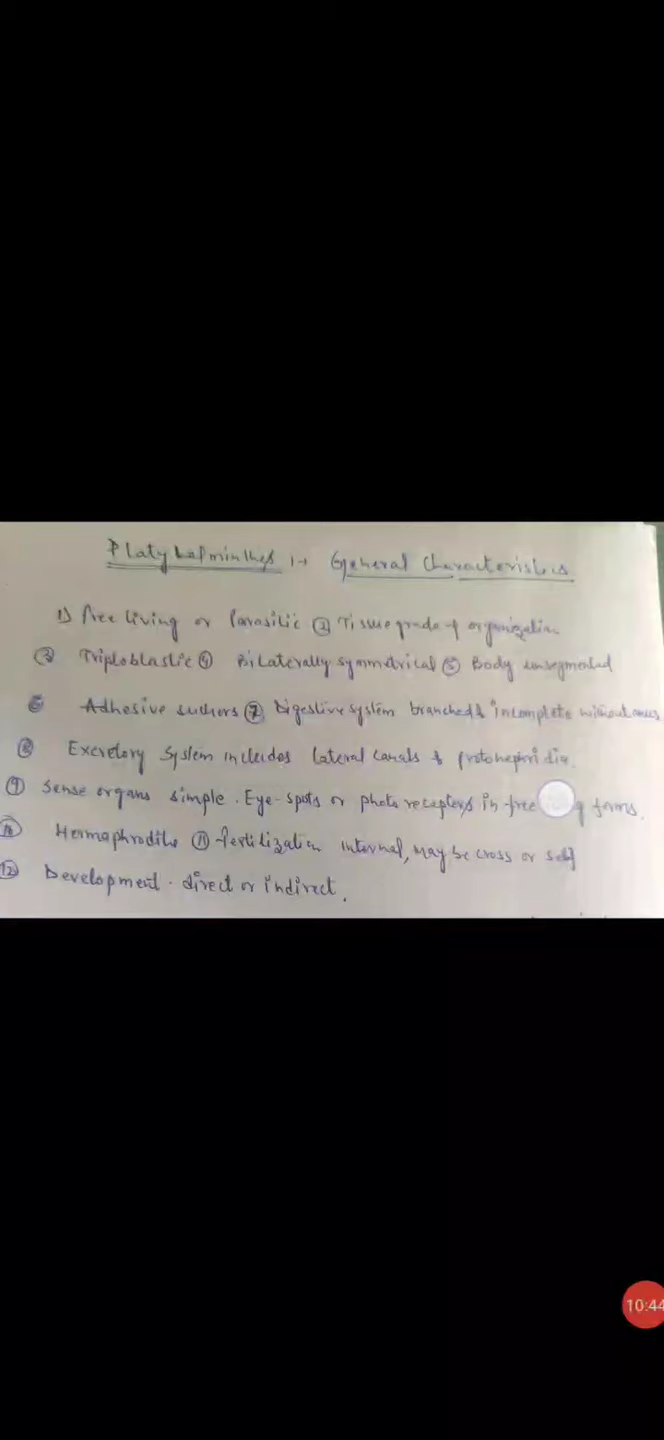 Platyhelminthes :→ General Characteristics
1) Free living or Parasitic ② Tissue grade of organization
③ Triploblastic ④ Bilaterally symmetrical ⑤ Body unsegmented
⑥ Adhesive suckers ⑦ Digestive system branched & incomplete without anus
⑧ Excretory System includes lateral canals & protonephridia.
⑨ Sense organs simple. Eye-spots or photo receptors in free forms.
⑩ Hermaphrodite ⑪ Fertilization internal, may be cross or self
⑫ Development. direct or indirect.
10:44